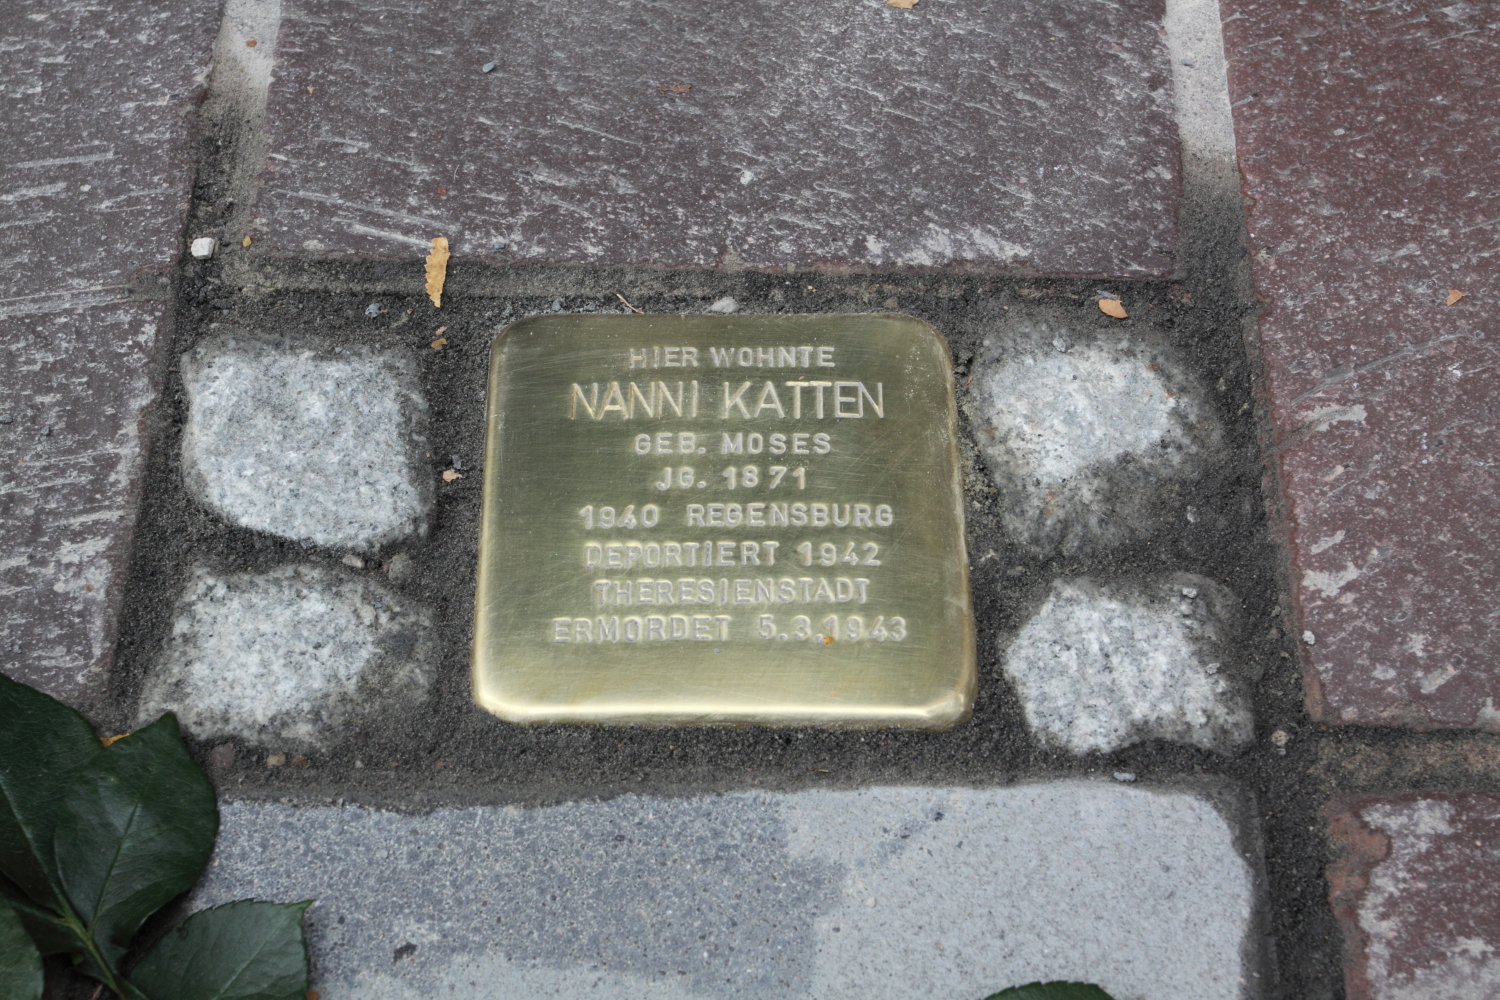 HIER WOHNTE
NANNI KATTEN
GEB. MOSES
JG. 1871
1940 REGENSBURG
DEPORTIERT 1942
THERESIENSTADT
ERMORDET 5.3.1943